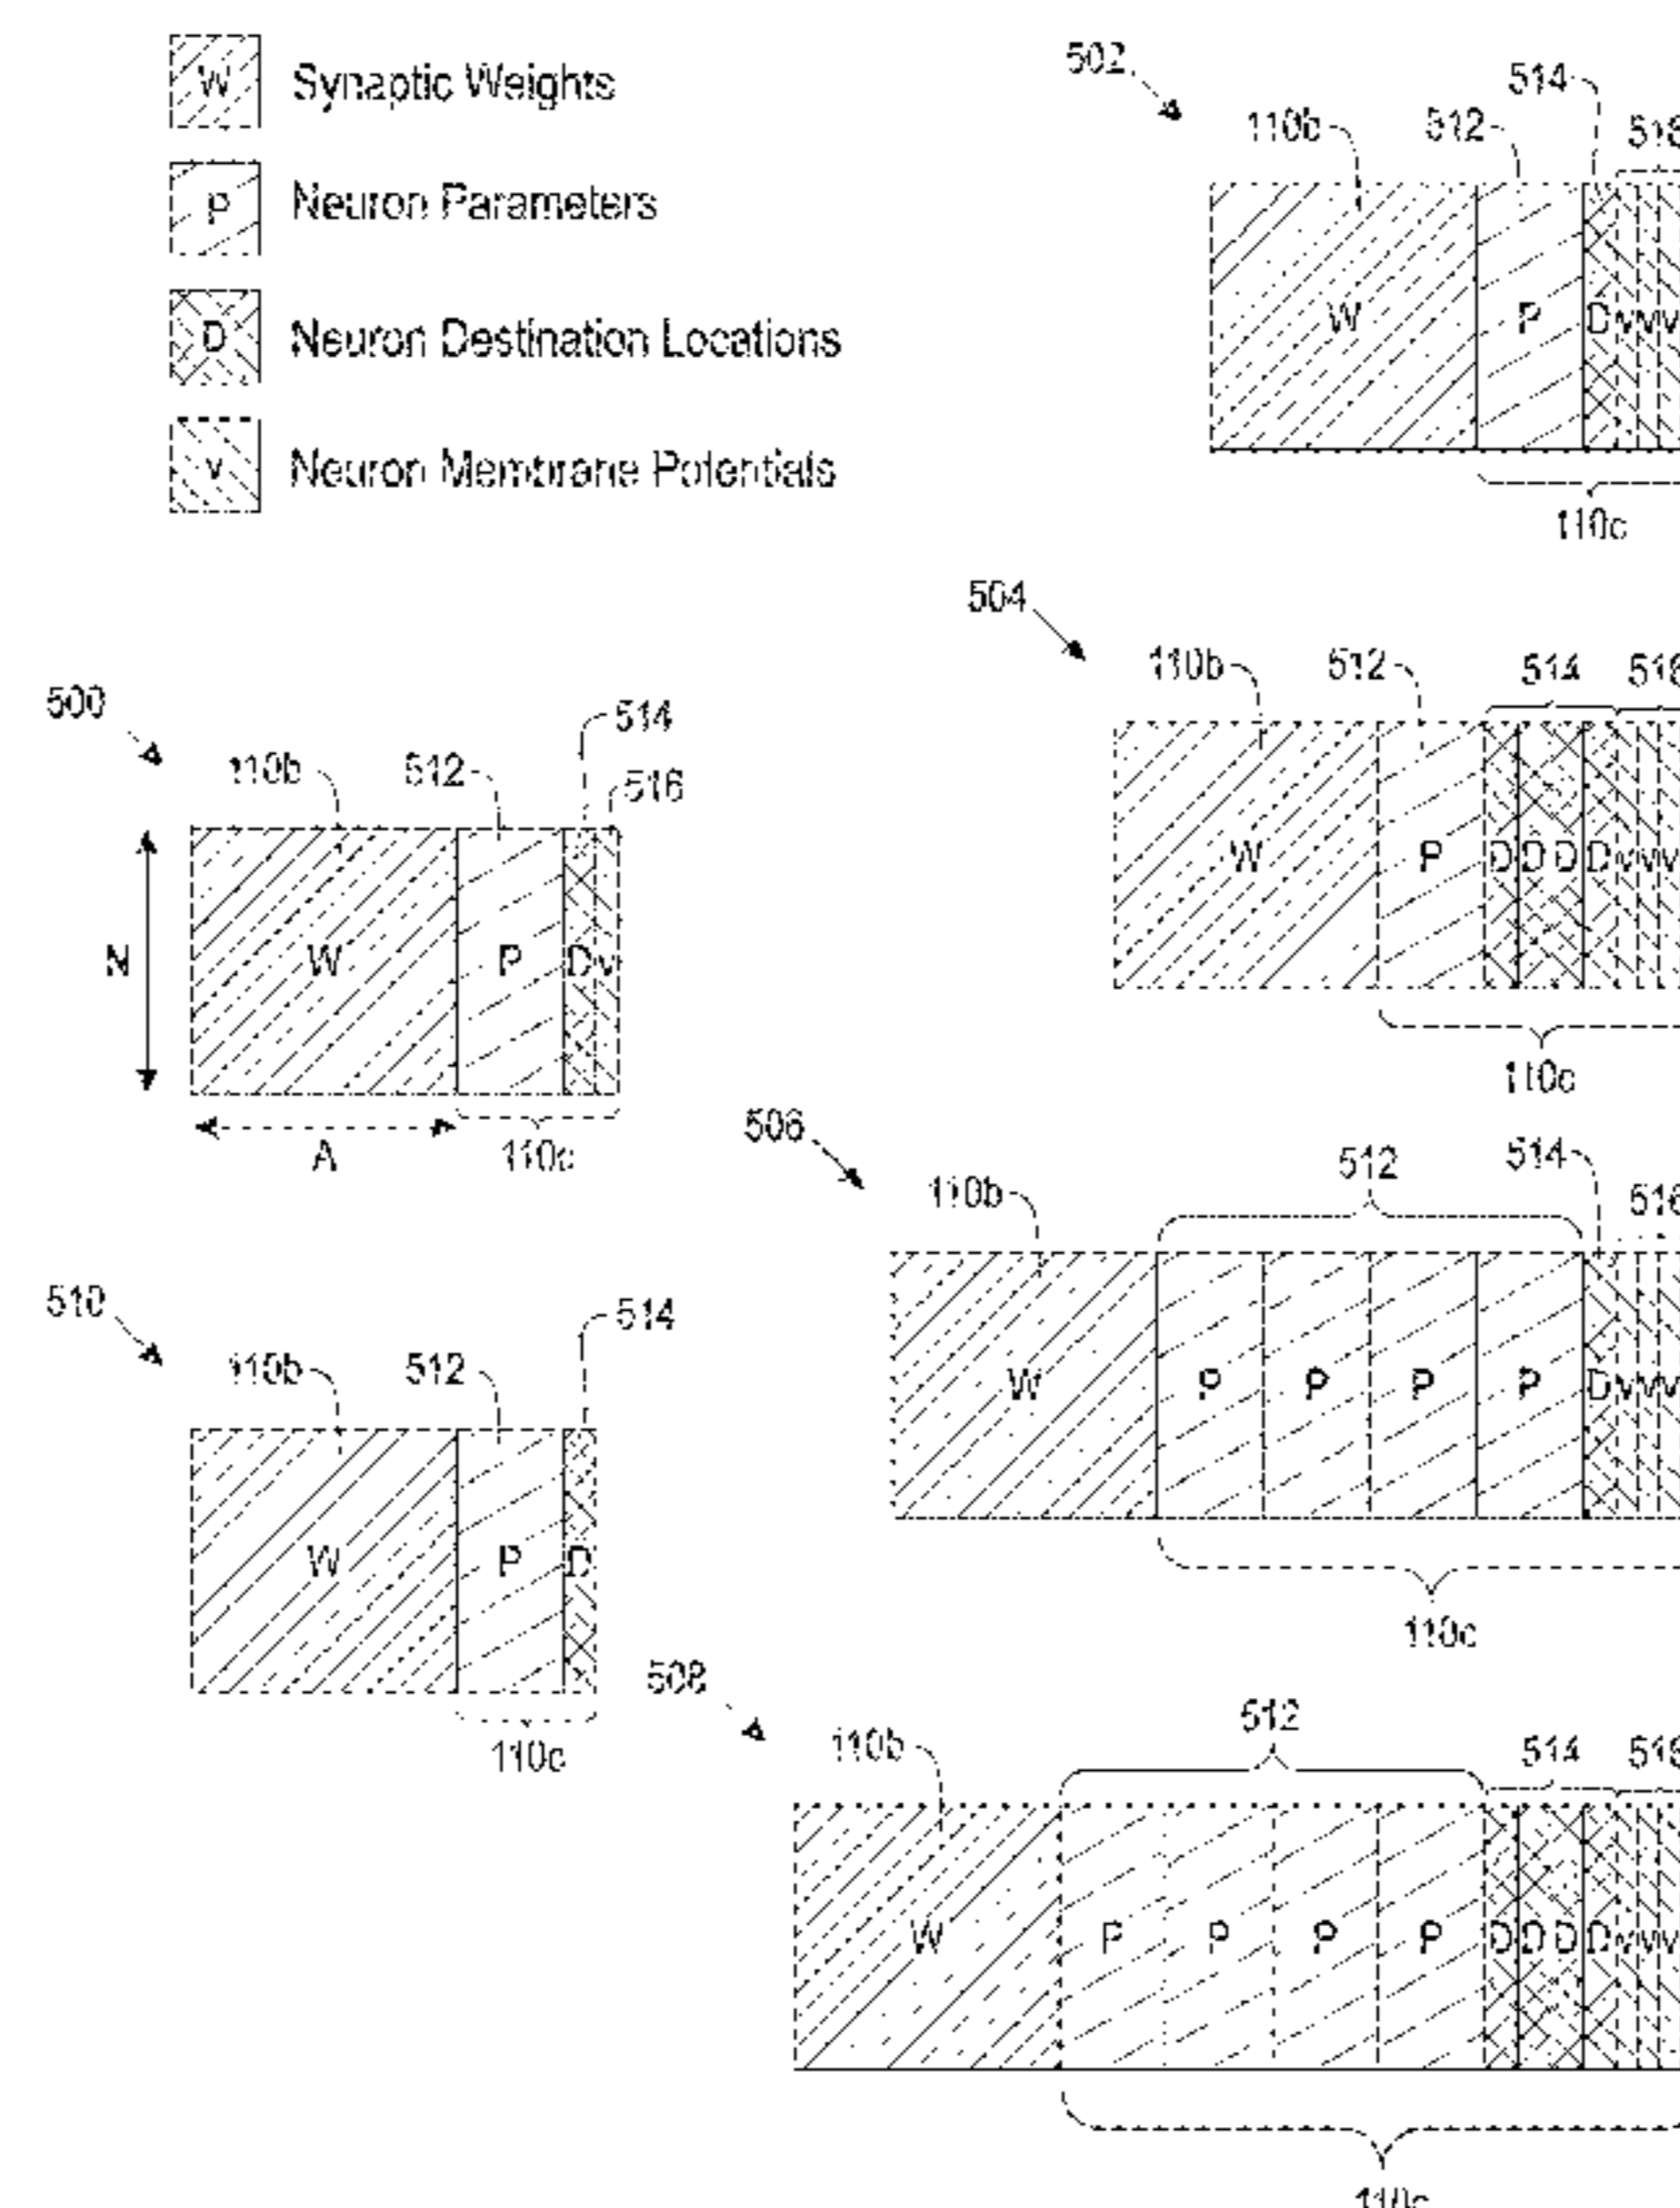 W Synaptic Weights
P Neuron Parameters
D Neuron Destination Locations
v Neuron Membrane Potentials
502
110b 512 514
W P D v v v
110c
504
110b 512 514
W P D D D D v v v
110c
500
110b 512 514
516
N W P D v
A 110c
506
110b 512 514
W P P P P D v v v
110c
510
110b 512 514
W P D
110c
508
110b 512 514
W P P P P D D D D v v v
110c